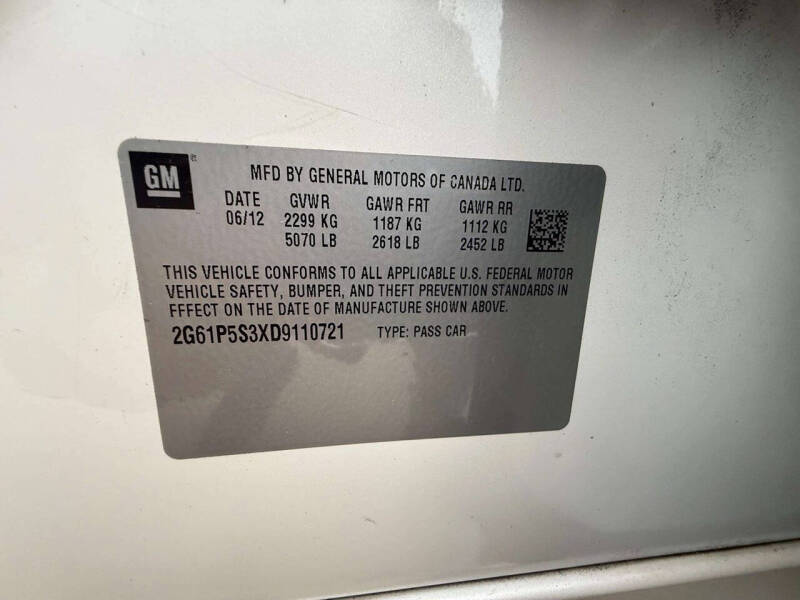 GM
MFD BY GENERAL MOTORS OF CANADA LTD.
DATE GVWR GAWR FRT GAWR RR
06/12 2299 KG 1187 KG 1112 KG
5070 LB 2618 LB 2452 LB
THIS VEHICLE CONFORMS TO ALL APPLICABLE U.S. FEDERAL MOTOR
VEHICLE SAFETY, BUMPER, AND THEFT PREVENTION STANDARDS IN
EFFECT ON THE DATE OF MANUFACTURE SHOWN ABOVE.
2G61P5S3XD9110721 TYPE: PASS CAR